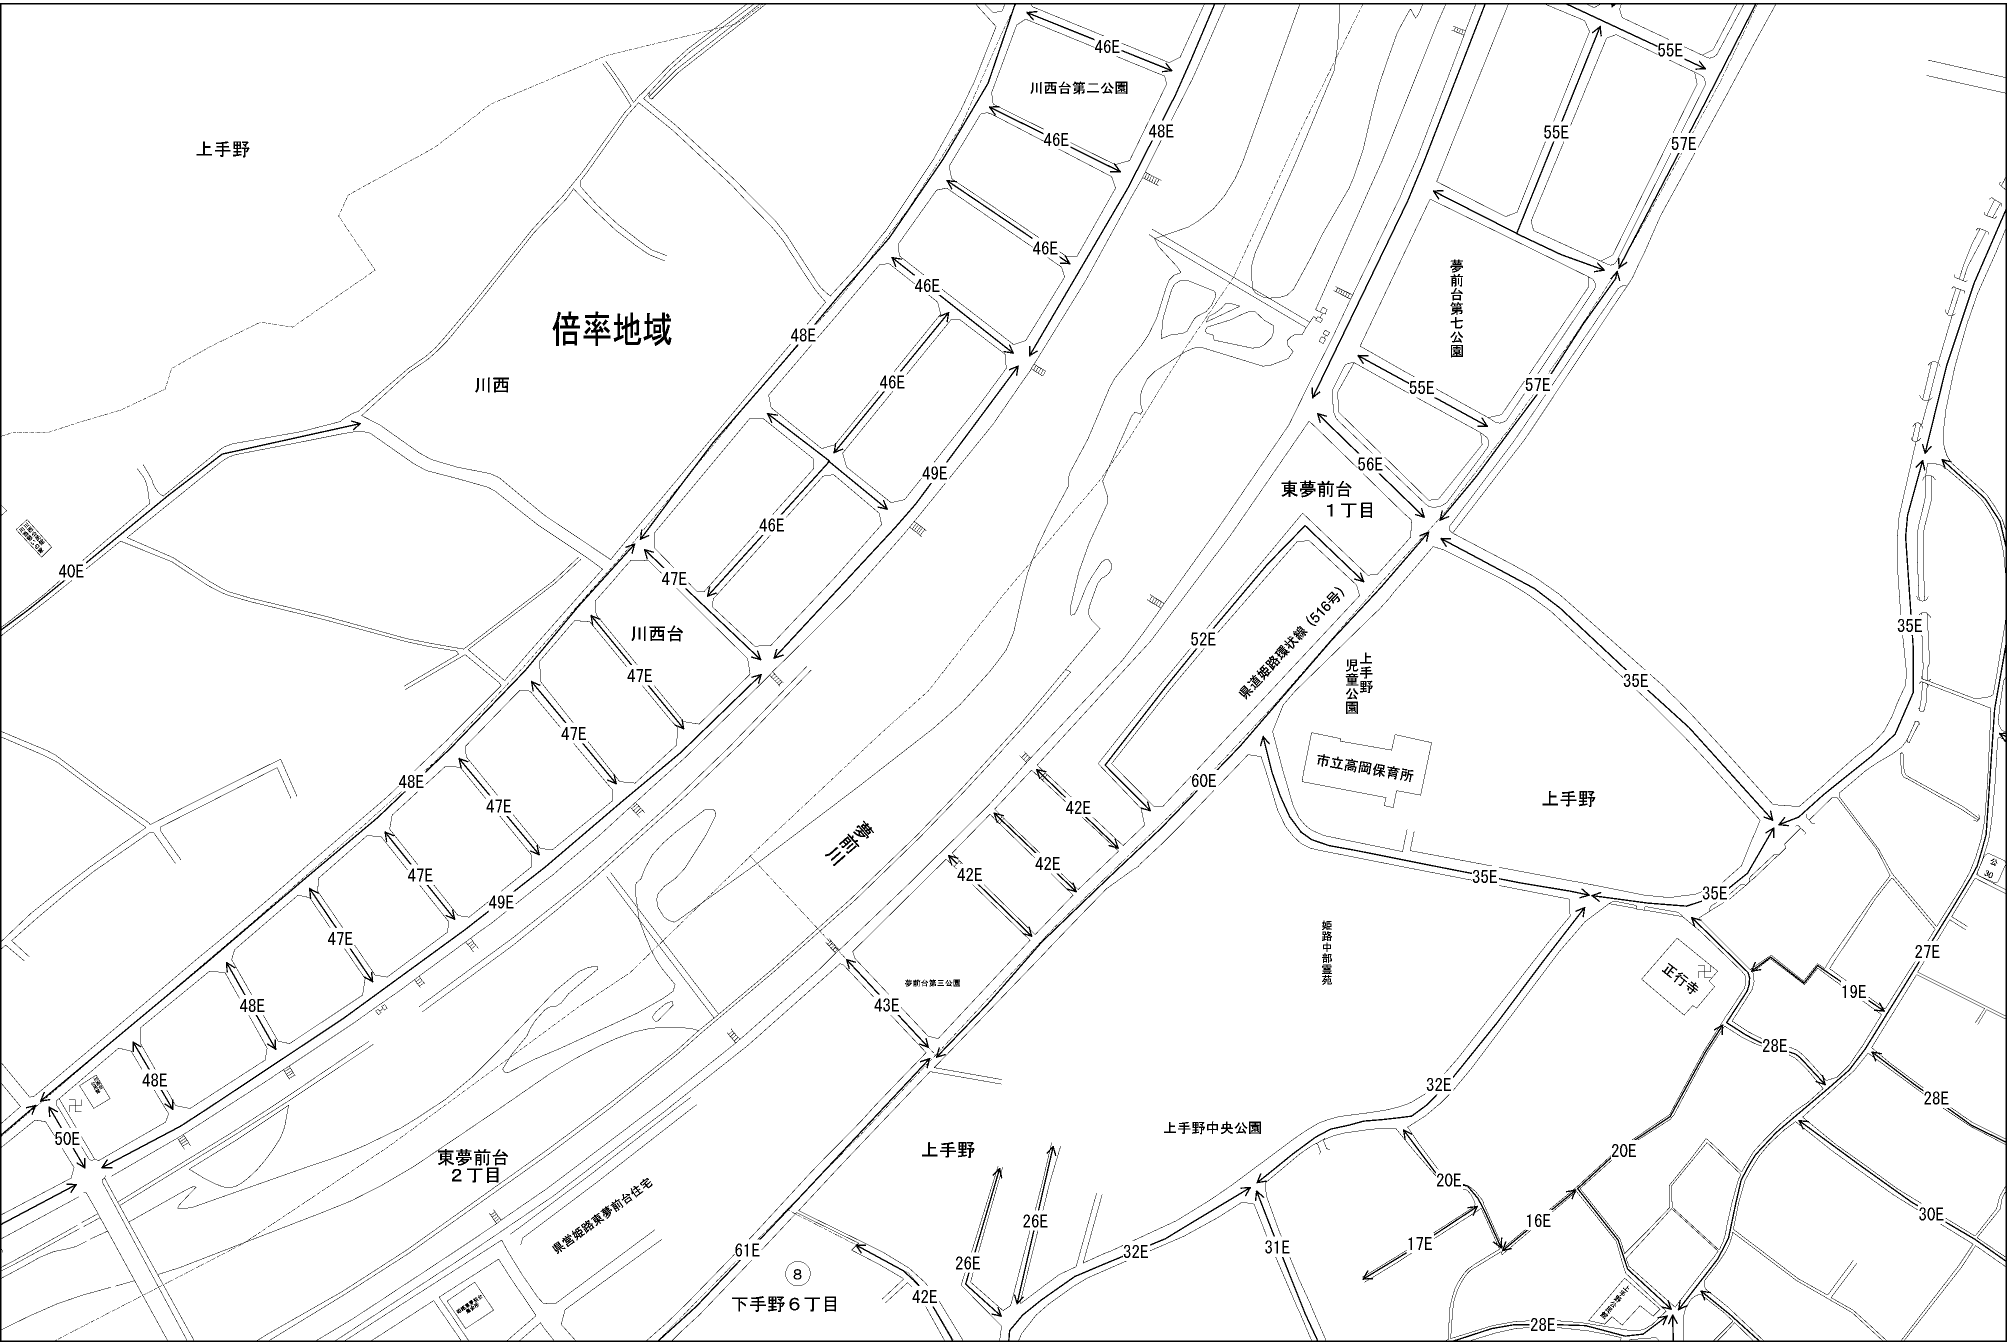 46E
55E
川西台第二公園
上手野
46E
48E
55E
57E
46E
46E
夢前台第七公園
倍率地域
48E
川西
46E
55E
57E
49E
56E
東夢前台
1丁目
46E
40E
47E
52E
県道姫路環状線(516号)
35E
川西台
上手野
児童公園
47E
35E
47E
市立高岡保育所
48E
60E
47E
42E
上手野
夢前川
42E
47E
42E
35E
公
30
35E
49E
47E
姫路中部霊苑
27E
夢前台第三公園
正行寺
48E
43E
19E
28E
48E
32E
28E
50E
上手野中央公園
東夢前台
2丁目
上手野
20E
20E
県営姫路東夢前台住宅
26E
16E
30E
61E
32E
31E
17E
26E
8
42E
下手野6丁目
28E